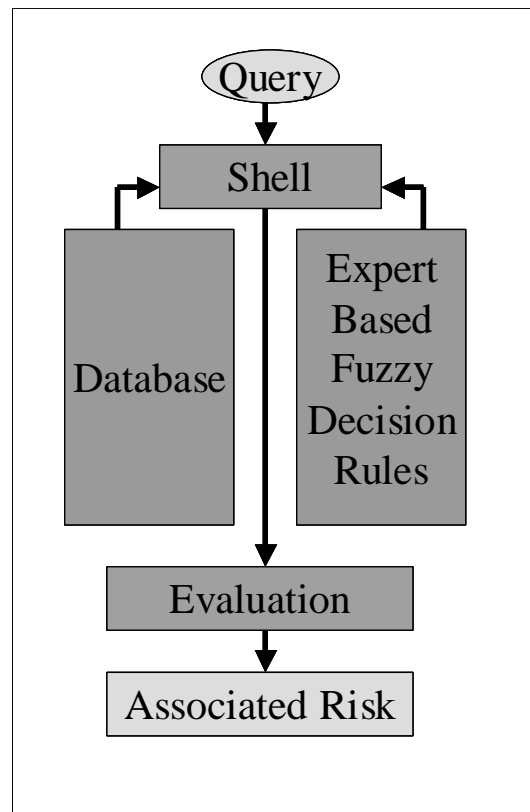 Query
Shell
Database
Expert
Based
Fuzzy
Decision
Rules
Evaluation
Associated Risk